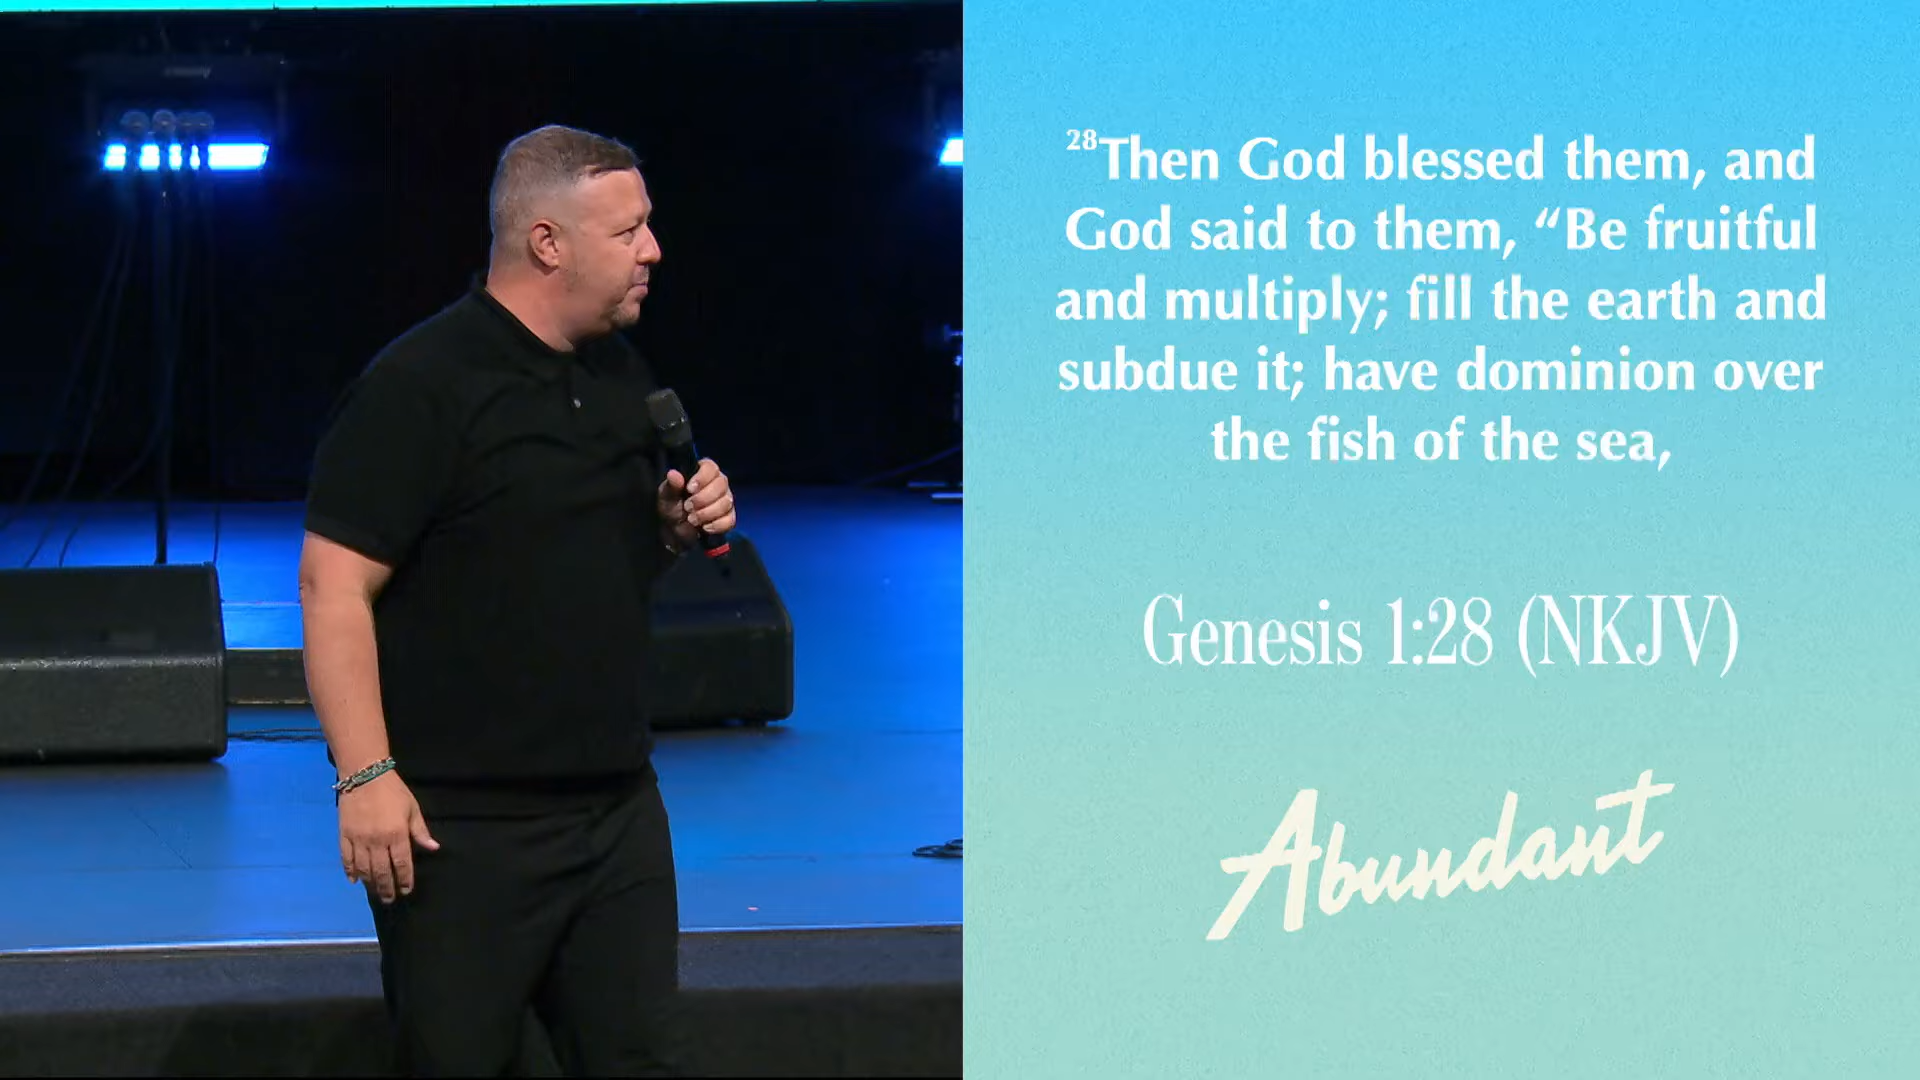 ²⁸Then God blessed them, and
God said to them, “Be fruitful
and multiply; fill the earth and
subdue it; have dominion over
the fish of the sea,
Genesis 1:28 (NKJV)
Abundant